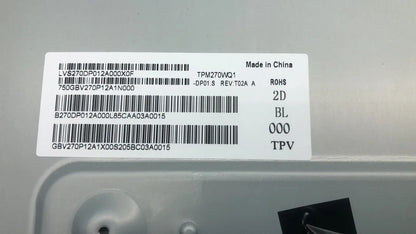 Made in China
LVS270DP012A000X0F TPM270WQ1
-DP01.S REV:T02A A ROHS
750GBV270P12A1N000
2D
BL
B270DP012A000L85CAA03A0015
000
GBV270P12A1X00S205BC03A0015
TPV